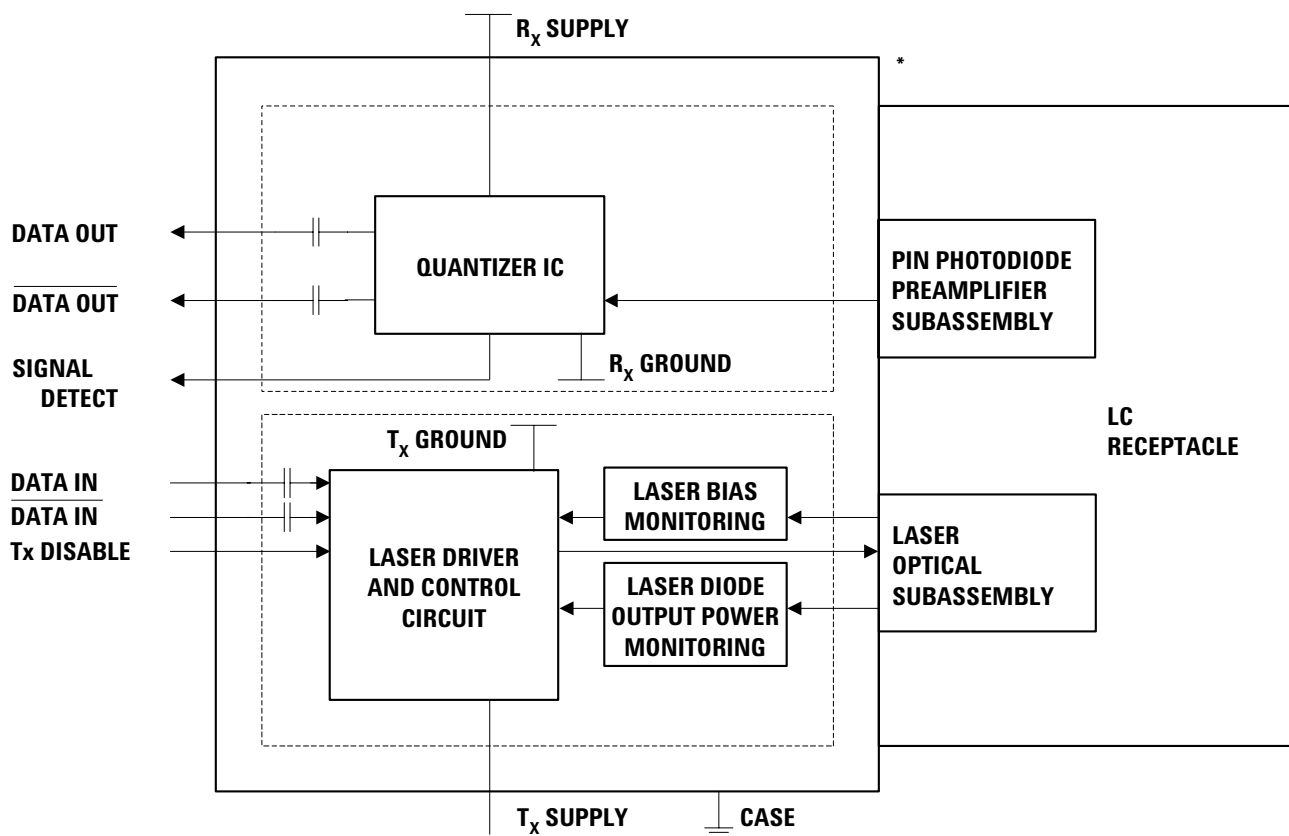 RX SUPPLY
*
DATA OUT
QUANTIZER IC
PIN PHOTODIODE
PREAMPLIFIER
SUBASSEMBLY
DATA OUT
SIGNAL
DETECT
RX GROUND
TX GROUND
LC
RECEPTACLE
DATA IN
DATA IN
Tx DISABLE
LASER DRIVER
AND CONTROL
CIRCUIT
LASER BIAS
MONITORING
LASER DIODE
OUTPUT POWER
MONITORING
LASER
OPTICAL
SUBASSEMBLY
TX SUPPLY
CASE